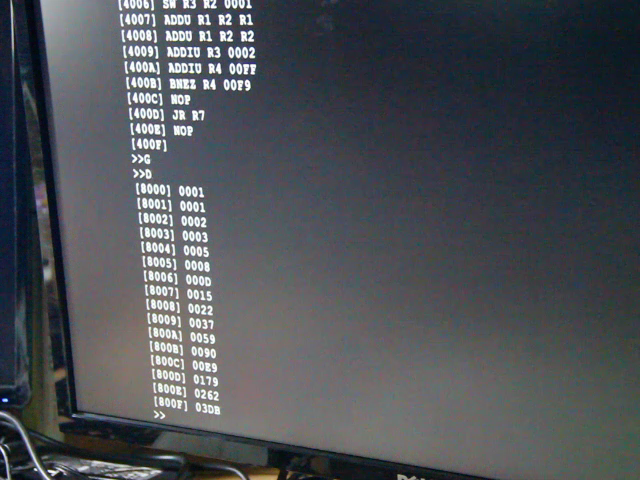 [4006] SW R3 R2 0001
[4007] ADDU R1 R2 R1
[4008] ADDU R1 R2 R2
[4009] ADDIU R3 0002
[400A] ADDIU R4 00FF
[400B] BNEZ R4 00F9
[400C] NOP
[400D] JR R7
[400E] NOP
[400F]
>>G
>>D
[8000] 0001
[8001] 0001
[8002] 0002
[8003] 0003
[8004] 0005
[8005] 0008
[8006] 000D
[8007] 0015
[8008] 0022
[8009] 0037
[800A] 0059
[800B] 0090
[800C] 00E9
[800D] 0179
[800E] 0262
[800F] 03DB
>>